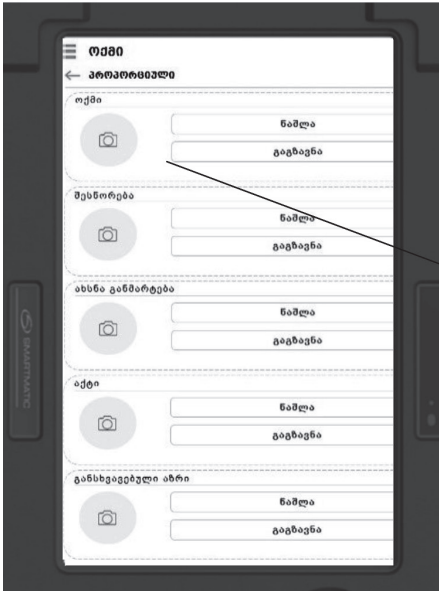 ოქმი
პროპორციული
ოქმი
წაშლა
გაგზავნა
შესწორება
წაშლა
გაგზავნა
ახსნა განმარტება
წაშლა
გაგზავნა
აქტი
წაშლა
გაგზავნა
განსხვავებული აზრი
წაშლა
გაგზავნა
SMARTMATIC